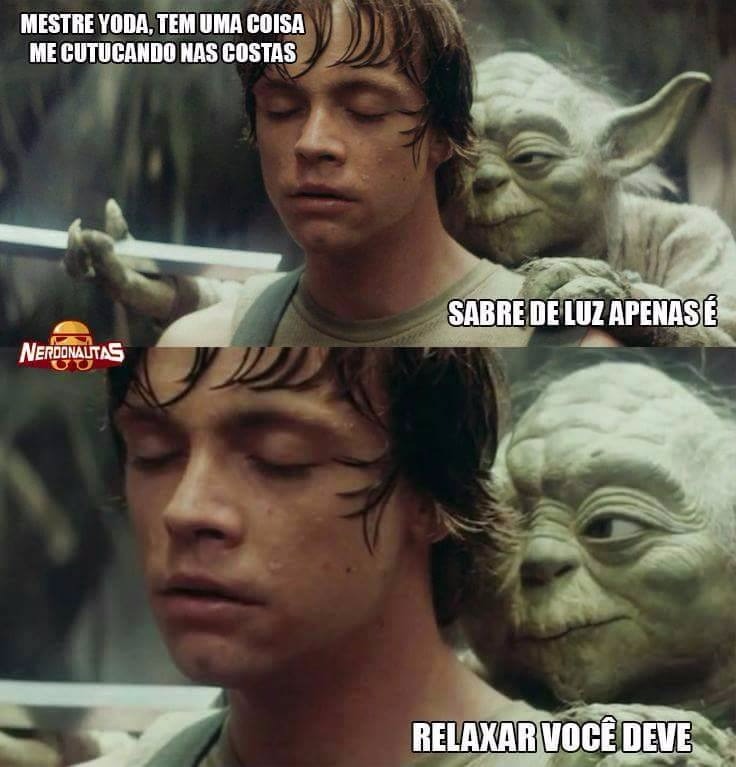 MESTRE YODA, TEM UMA COISA
ME CUTUCANDO NAS COSTAS
SABRE DE LUZ APENAS É
NERDONAUTAS
RELAXAR VOCÊ DEVE